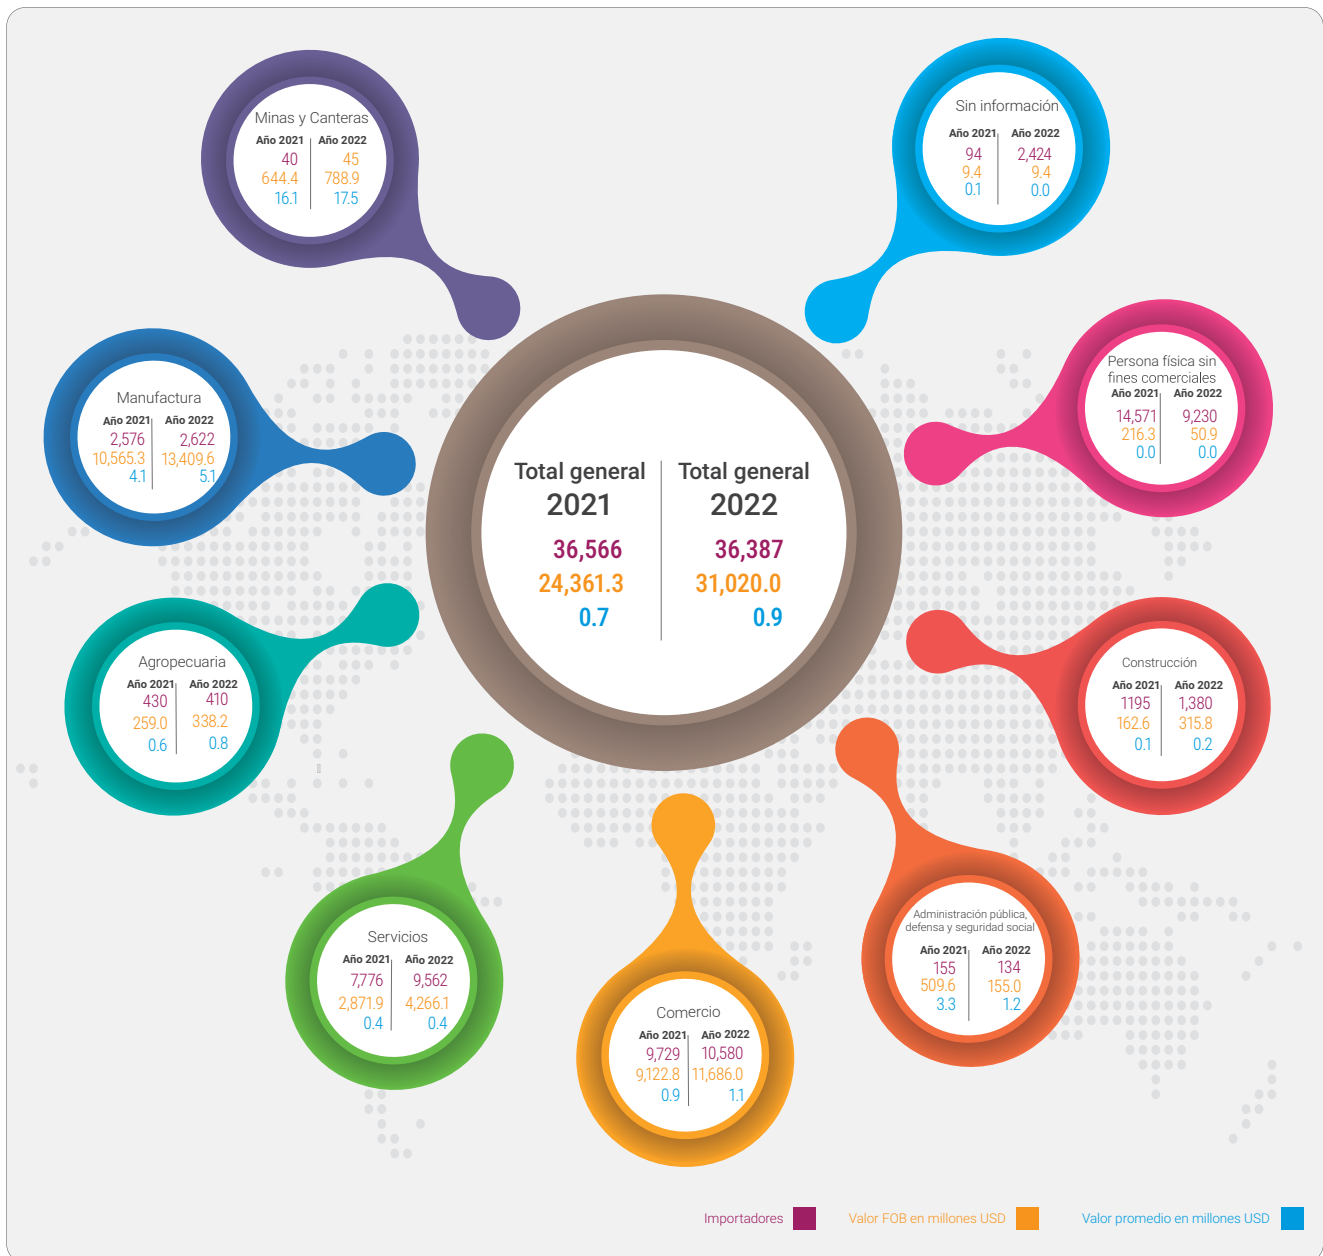 Minas y Canteras
Año 2021 Año 2022
40 45
644.4 788.9
16.1 17.5
Sin información
Año 2021 Año 2022
94 2,424
9.4 9.4
0.1 0.0
Manufactura
Año 2021 Año 2022
2,576 2,622
10,565.3 13,409.6
4.1 5.1
Persona física sin
fines comerciales
Año 2021 Año 2022
14,571 9,230
216.3 50.9
0.0 0.0
Total general Total general
2021 2022
36,566 36,387
24,361.3 31,020.0
0.7 0.9
Agropecuaria
Año 2021 Año 2022
430 410
259.0 338.2
0.6 0.8
Construcción
Año 2021 Año 2022
1195 1,380
162.6 315.8
0.1 0.2
Servicios
Año 2021 Año 2022
7,776 9,562
2,871.9 4,266.1
0.4 0.4
Comercio
Año 2021 Año 2022
9,729 10,580
9,122.8 11,686.0
0.9 1.1
Administración pública,
defensa y seguridad social
Año 2021 Año 2022
155 134
509.6 155.0
3.3 1.2
Importadores Valor FOB en millones USD Valor promedio en millones USD